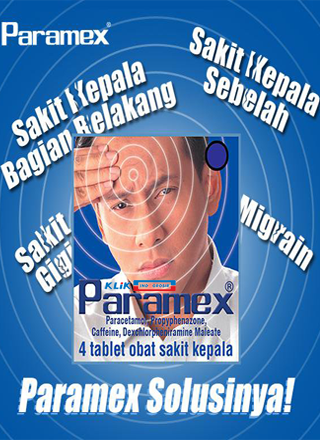 Paramex®
Sakit Kepala
Bagian Belakang
Sakit Kepala
Sebelah
Sakit
Gigi
Migrain
KLiK
Paramex®
Paracetamol, Propyphenazone,
Caffeine, Dexchlorpheniramine Maleate
4 tablet obat sakit kepala
Paramex Solusinya!